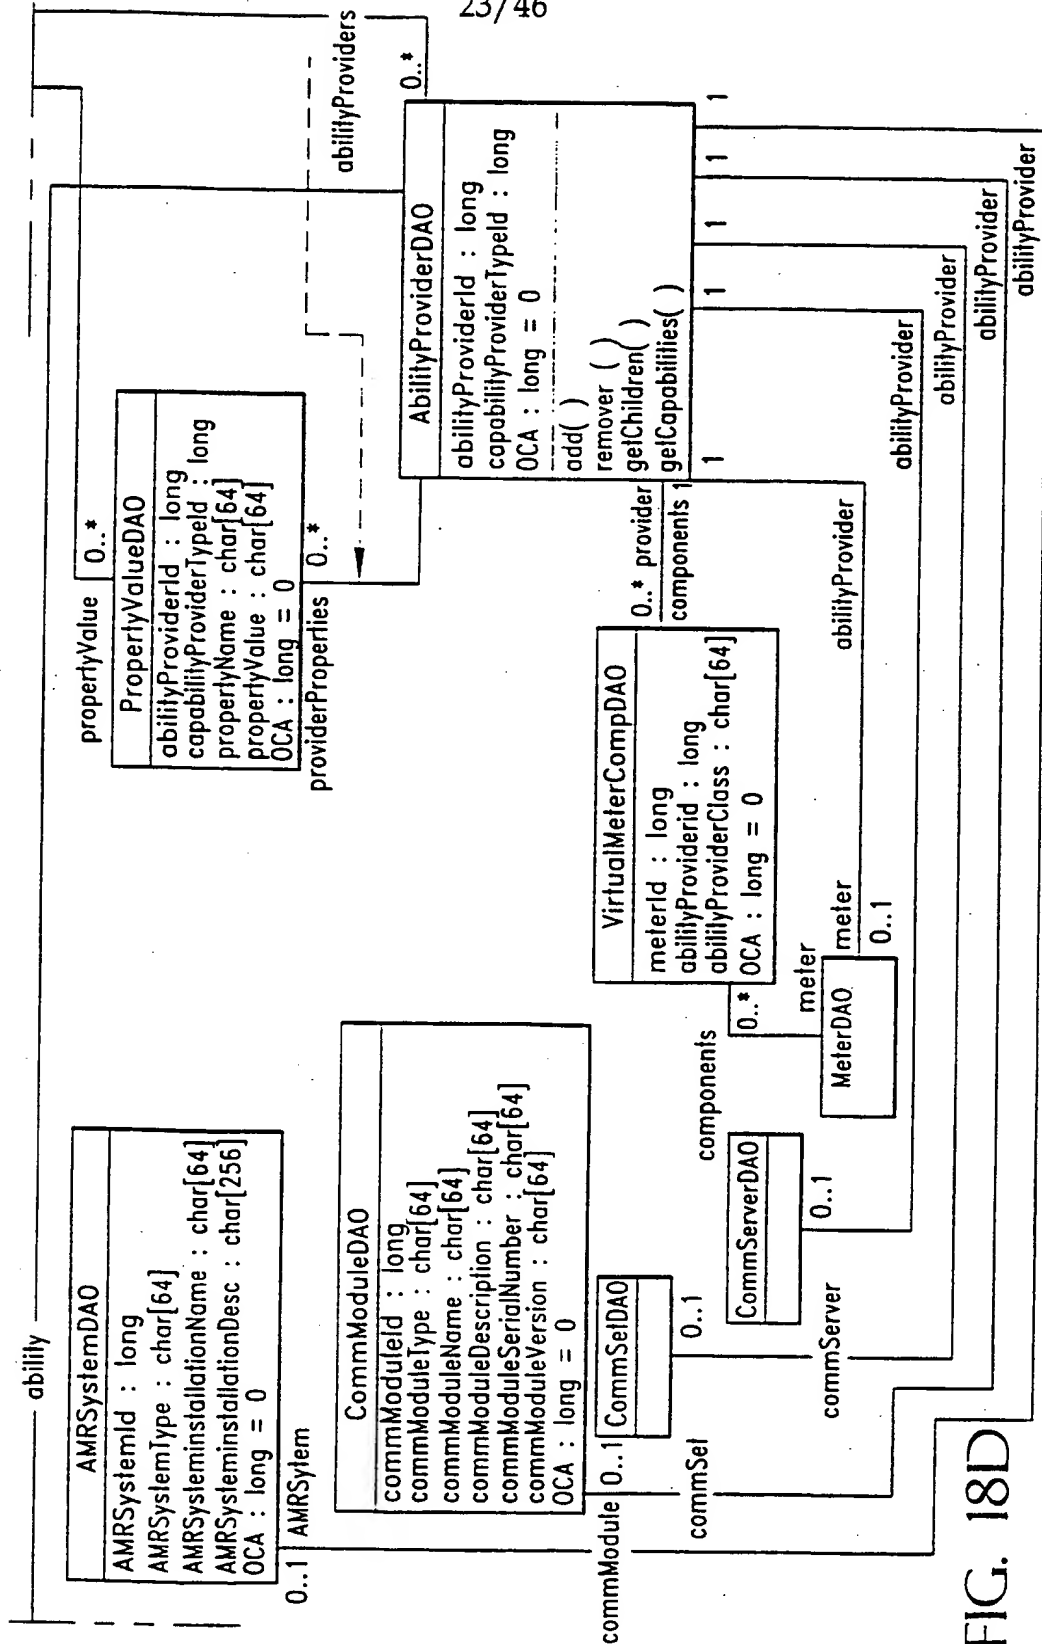 23/46
ability
AMRSystemDAO
AMRSystemId : long
AMRSystemType : char[64]
AMRSysteminstallationName : char[64]
AMRSysteminstallationDesc : char[256]
OCA : long = 0
0..1 AMRSytem
propertyValue
0..*
PropertyValueDAO
abilityProviderId : long
capabilityProviderTypeId : long
propertyName : char[64]
propertyValue : char[64]
OCA : long = 0
providerProperties
0..*
abilityProviders
0..*
AbilityProviderDAO
abilityProviderId : long
capabilityProviderTypeId : long
OCA : long = 0
add( )
remover ( )
getChildren( )
getCapabilities( )
1
1
1
1
1
CommModuleDAO
commModuleId : long
commModuleType : char[64]
commModuleName : char[64]
commModuleDescription : char[64]
commModuleSerialNumber : char[64]
commModuleVersion : char[64]
OCA : long = 0
commModule
0..1
0..* provider
components 1
VirtualMeterCompDAO
meterId : long
abilityProviderid : long
abilityProviderClass : char[64]
OCA : long = 0
components
0..*
meter
MeterDAO
meter
0..1
abilityProvider
CommSetDAO
0..1
commSet
CommServerDAO
0..1
commServer
abilityProvider
abilityProvider
abilityProvider
abilityProvider
FIG. 18D